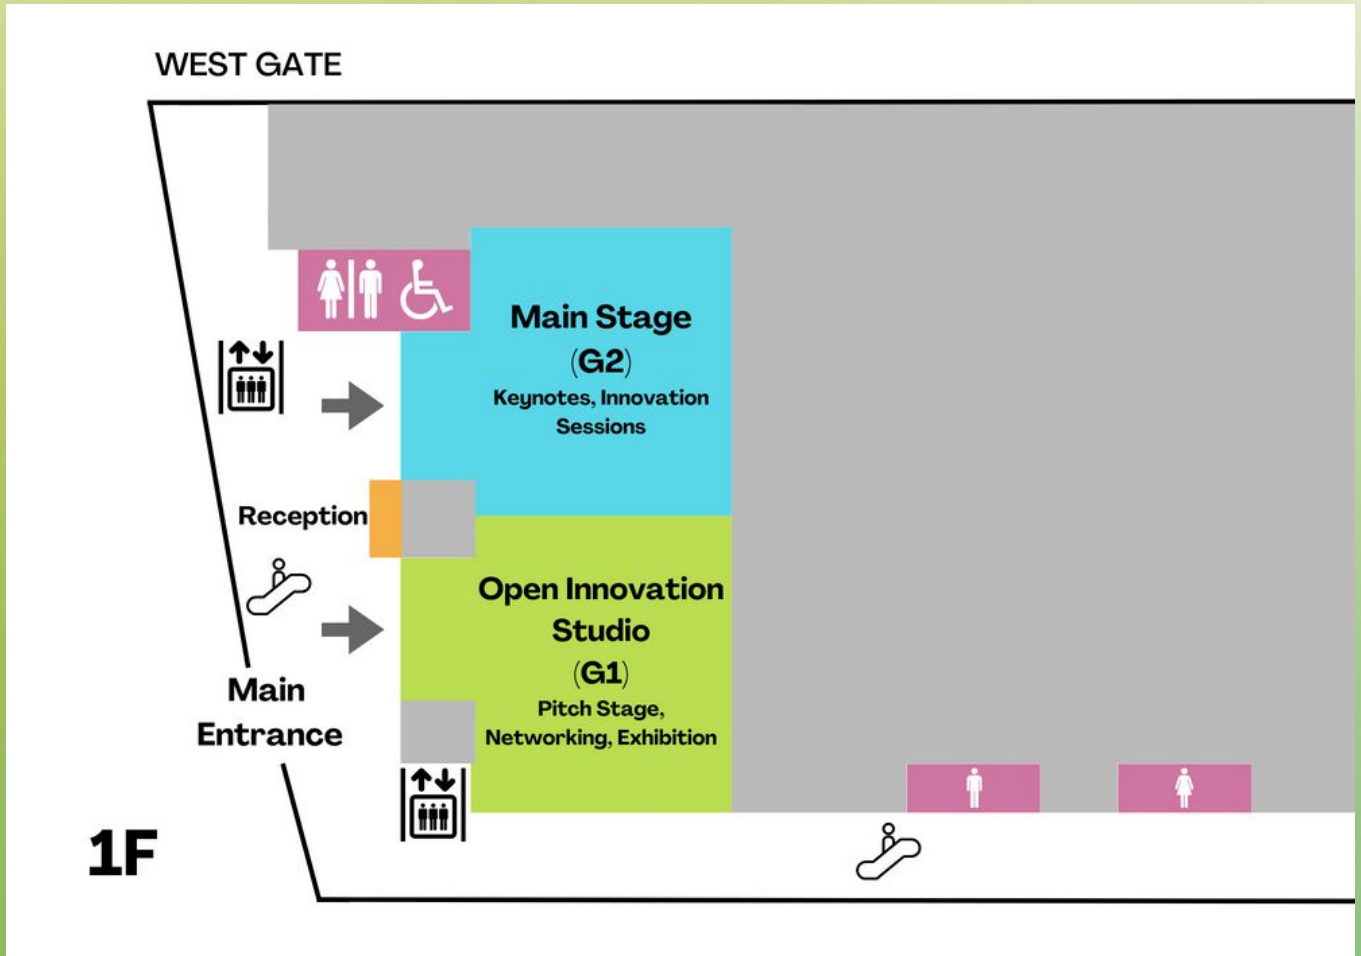 WEST GATE
Main Stage
(G2)
Keynotes, Innovation
Sessions
Reception
Open Innovation
Studio
(G1)
Pitch Stage,
Networking, Exhibition
Main
Entrance
1F